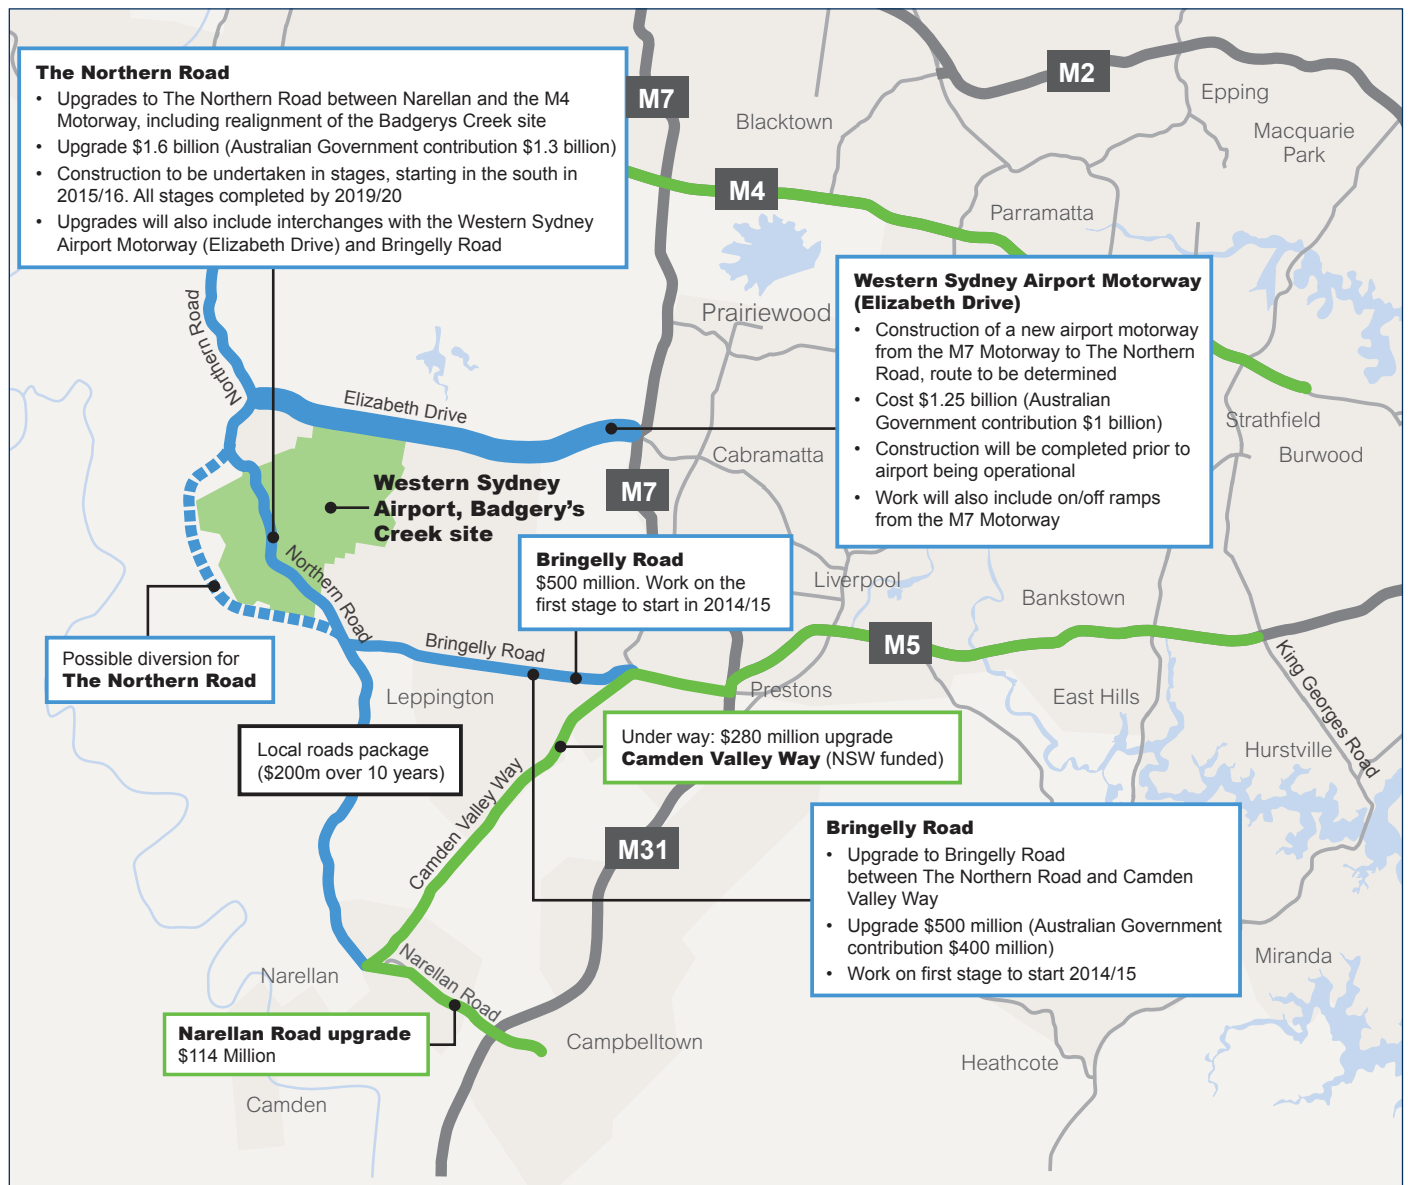 The Northern Road
• Upgrades to The Northern Road between Narellan and the M4
Motorway, including realignment of the Badgerys Creek site
• Upgrade $1.6 billion (Australian Government contribution $1.3 billion)
• Construction to be undertaken in stages, starting in the south in
2015/16. All stages completed by 2019/20
• Upgrades will also include interchanges with the Western Sydney
Airport Motorway (Elizabeth Drive) and Bringelly Road
M7
M2
Epping
Blacktown
Macquarie
Park
M4
Parramatta
Prairiewood
Western Sydney Airport Motorway
(Elizabeth Drive)
• Construction of a new airport motorway
from the M7 Motorway to The Northern
Road, route to be determined
• Cost $1.25 billion (Australian
Government contribution $1 billion)
• Construction will be completed prior to
airport being operational
• Work will also include on/off ramps
from the M7 Motorway
Northern Road
Elizabeth Drive
Strathfield
Burwood
Cabramatta
M7
Western Sydney
Airport, Badgery's
Creek site
Northern Road
Bringelly Road
$500 million. Work on the
first stage to start in 2014/15
Liverpool
Bankstown
M5
Possible diversion for
The Northern Road
Bringelly Road
Leppington
Prestons
East Hills
King Georges Road
Hurstville
Local roads package
($200m over 10 years)
Under way: $280 million upgrade
Camden Valley Way (NSW funded)
Camden Valley Way
M31
Bringelly Road
• Upgrade to Bringelly Road
between The Northern Road and Camden
Valley Way
• Upgrade $500 million (Australian Government
contribution $400 million)
• Work on first stage to start 2014/15
Miranda
Narellan
Narellan Road
Narellan Road upgrade
$114 Million
Campbelltown
Heathcote
Camden